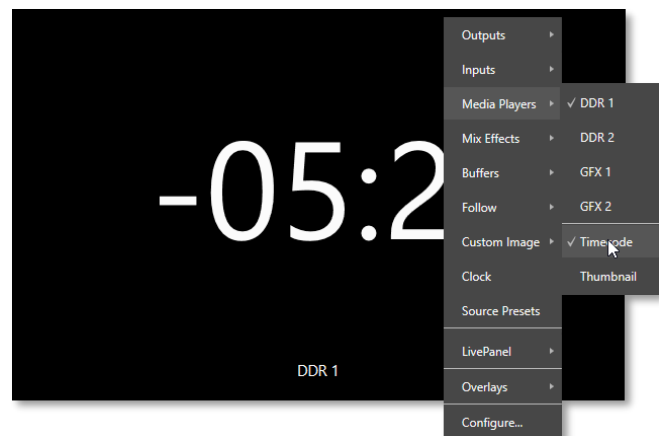 -05:2
DDR 1
Outputs
Inputs
Media Players
Mix Effects
Buffers
Follow
Custom Image
Clock
Source Presets
LivePanel
Overlays
Configure...
✓ DDR 1
DDR 2
GFX 1
GFX 2
✓ Timecode
Thumbnail